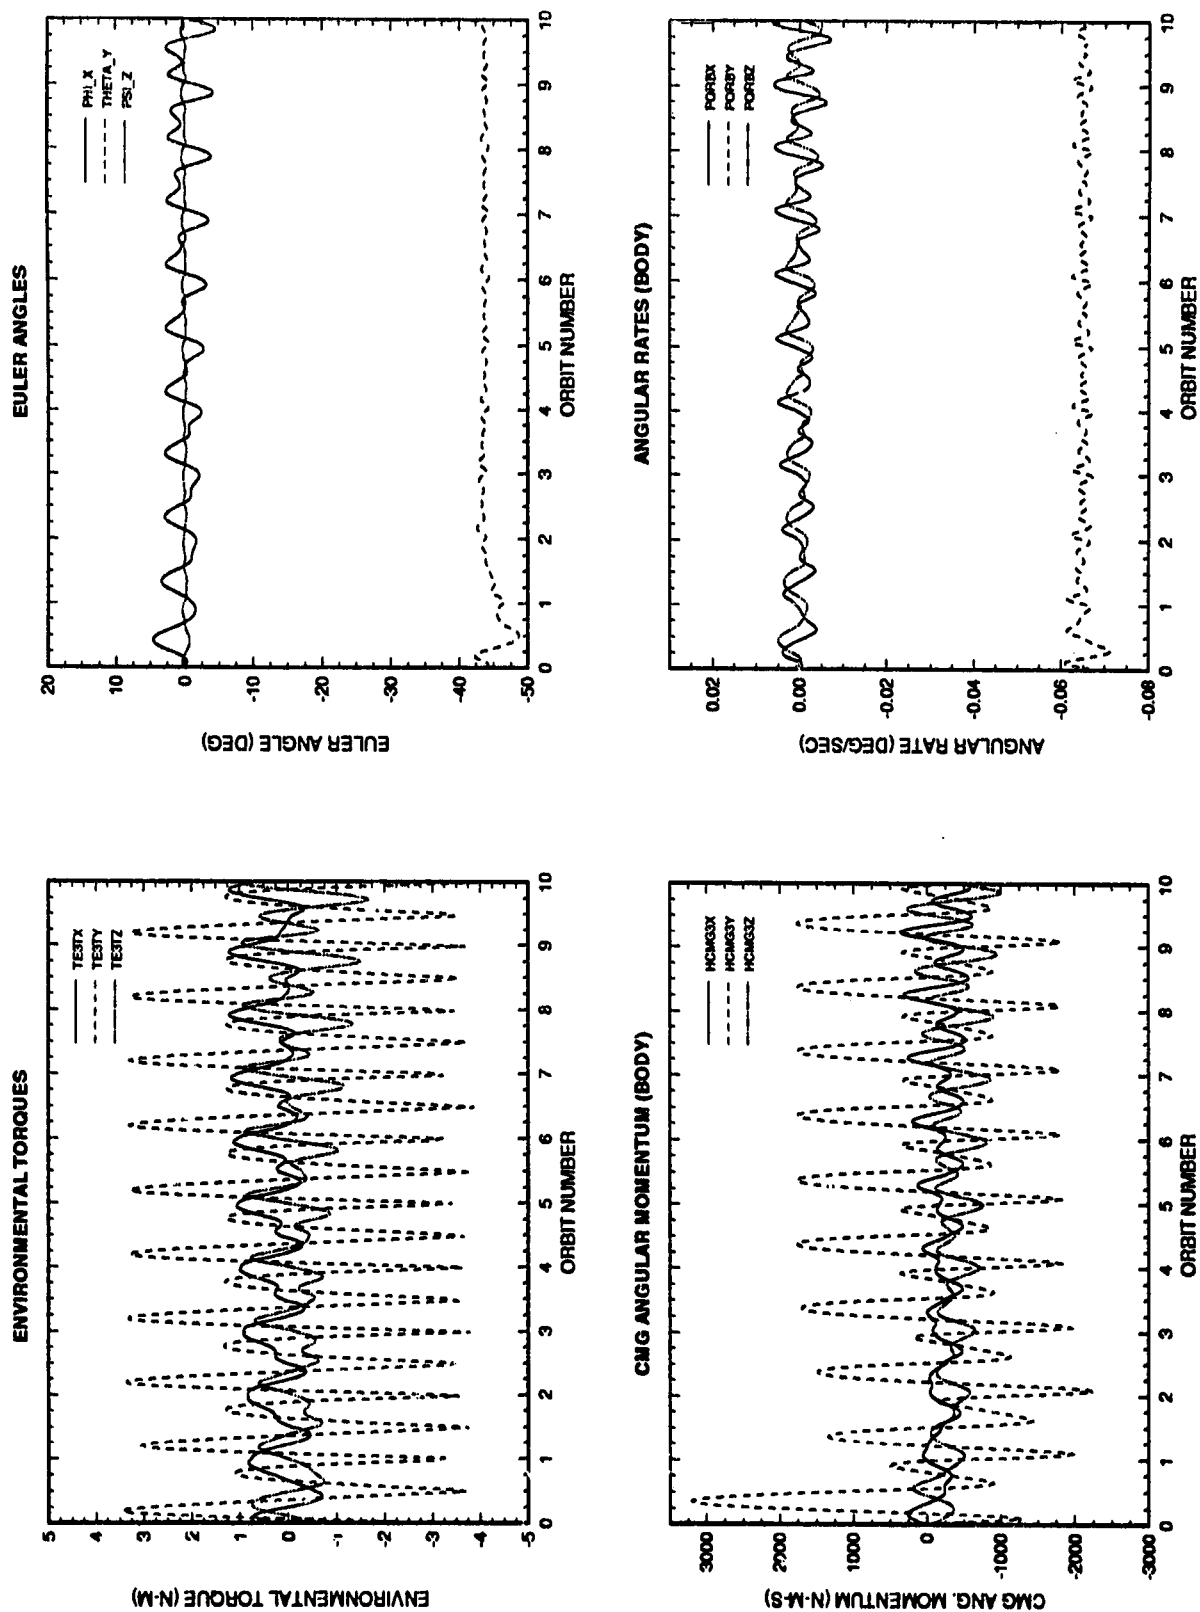 ENVIRONMENTAL TORQUES
ENVIRONMENTAL TORQUE (N-M)
5
4
3
2
1
0
-1
-2
-3
-4
-5
TE3TX
TE3TY
TE3TZ
0 1 2 3 4 5 6 7 8 9 10
ORBIT NUMBER
EULER ANGLES
EULER ANGLE (DEG)
20
10
0
-10
-20
-30
-40
-50
PHI_X
THETA_Y
PSI_Z
0 1 2 3 4 5 6 7 8 9 10
ORBIT NUMBER
CMG ANGULAR MOMENTUM (BODY)
CMG ANG. MOMENTUM (N-M-S)
3000
2000
1000
0
-1000
-2000
-3000
HCMG3X
HCMG3Y
HCMG3Z
0 1 2 3 4 5 6 7 8 9 10
ORBIT NUMBER
ANGULAR RATES (BODY)
ANGULAR RATE (DEG/SEC)
0.02
0.00
-0.02
-0.04
-0.06
-0.08
PORBX
PORBY
PORBZ
0 1 2 3 4 5 6 7 8 9 10
ORBIT NUMBER